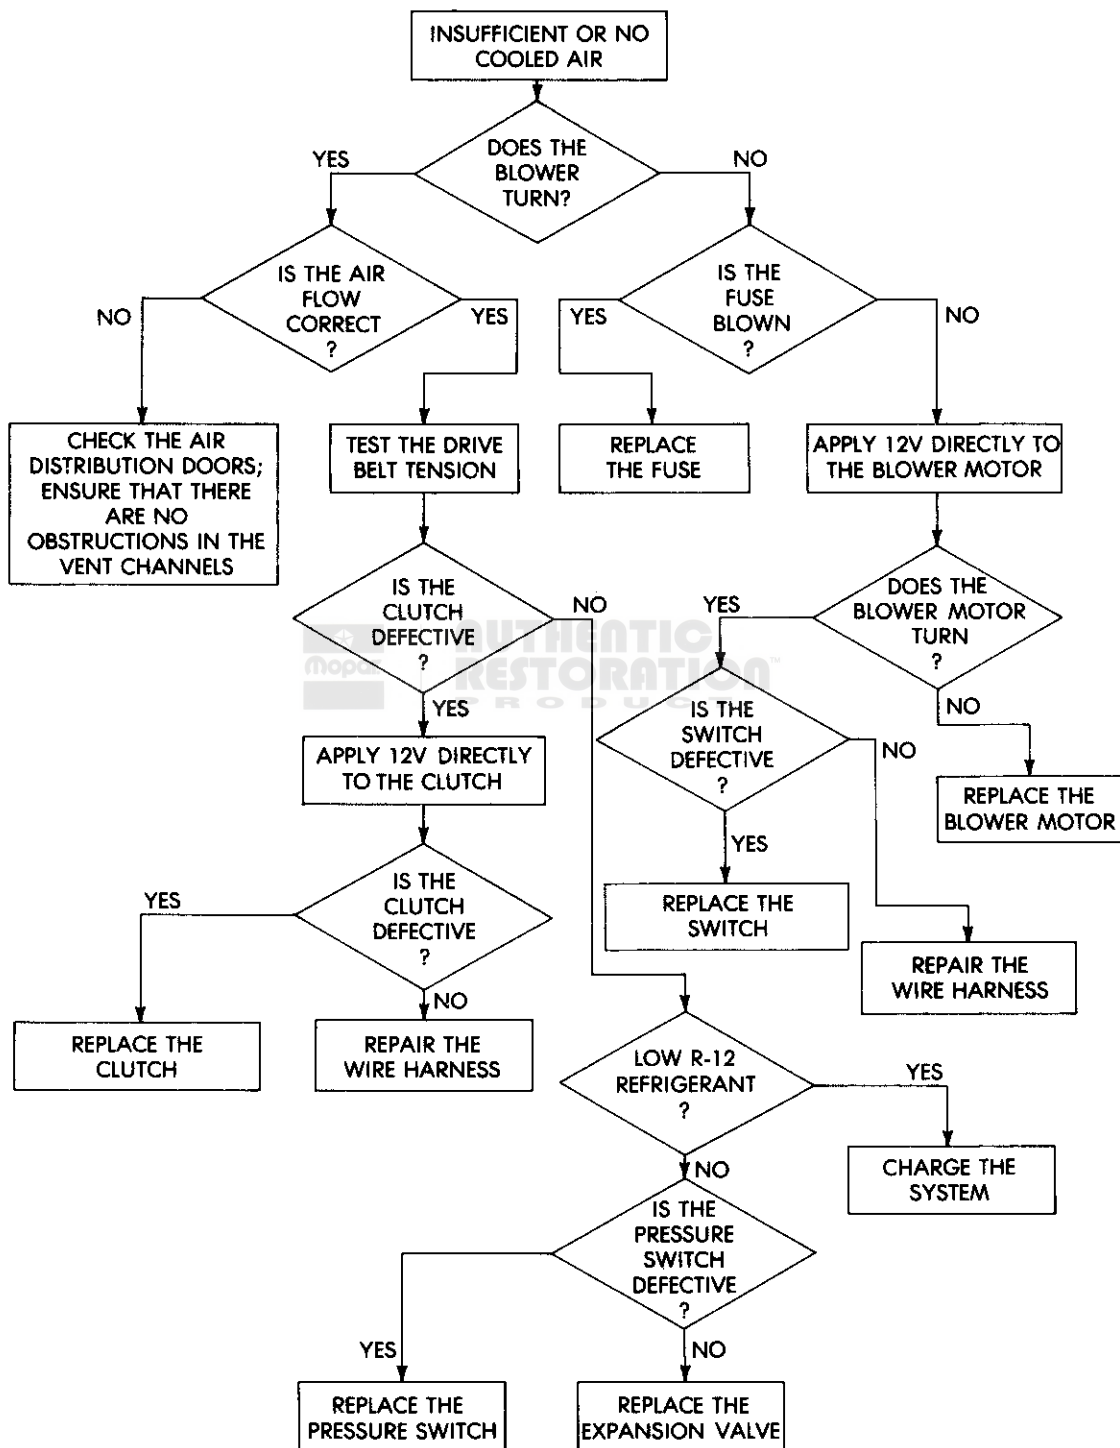 INSUFFICIENT OR NO
COOLED AIR
DOES THE
BLOWER
TURN?
YES
NO
IS THE AIR
FLOW
CORRECT
?
NO
YES
IS THE
FUSE
BLOWN
?
YES
NO
CHECK THE AIR
DISTRIBUTION DOORS;
ENSURE THAT THERE
ARE NO
OBSTRUCTIONS IN THE
VENT CHANNELS
TEST THE DRIVE
BELT TENSION
REPLACE
THE FUSE
APPLY 12V DIRECTLY TO
THE BLOWER MOTOR
IS THE
CLUTCH
DEFECTIVE
?
NO
YES
DOES THE
BLOWER MOTOR
TURN
?
YES
NO
Mopar
AUTHENTIC
RESTORATION™
PRODUCT
APPLY 12V DIRECTLY
TO THE CLUTCH
IS THE
SWITCH
DEFECTIVE
?
NO
YES
REPLACE THE
BLOWER MOTOR
IS THE
CLUTCH
DEFECTIVE
?
YES
NO
REPLACE THE
SWITCH
REPAIR THE
WIRE HARNESS
REPLACE THE
CLUTCH
REPAIR THE
WIRE HARNESS
LOW R-12
REFRIGERANT
?
YES
NO
CHARGE THE
SYSTEM
IS THE
PRESSURE
SWITCH
DEFECTIVE
?
YES
NO
REPLACE THE
PRESSURE SWITCH
REPLACE THE
EXPANSION VALVE